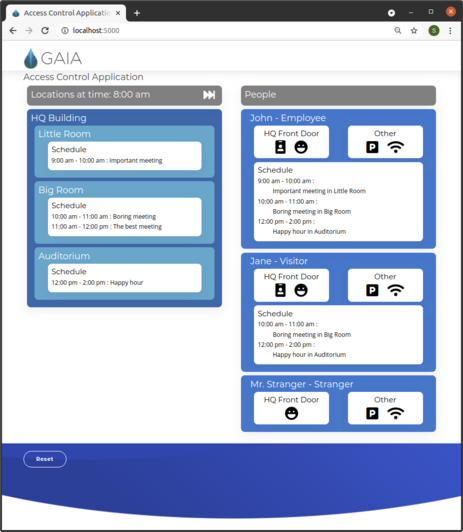 Access Control Applicatio
localhost:5000
S
GAIA
Access Control Application
Locations at time: 8:00 am
HQ Building
Little Room
Schedule
9:00 am - 10:00 am : Important meeting
Big Room
Schedule
10:00 am - 11:00 am : Boring meeting
11:00 am - 12:00 pm : The best meeting
Auditorium
Schedule
12:00 pm - 2:00 pm : Happy hour
People
John - Employee
HQ Front Door
Other
P
Schedule
9:00 am - 10:00 am :
Important meeting in Little Room
10:00 am - 11:00 am :
Boring meeting in Big Room
12:00 pm - 2:00 pm :
Happy hour in Auditorium
Jane - Visitor
HQ Front Door
Other
P
Schedule
10:00 am - 11:00 am :
Boring meeting in Big Room
12:00 pm - 2:00 pm :
Happy hour in Auditorium
Mr. Stranger - Stranger
HQ Front Door
Other
P
Reset